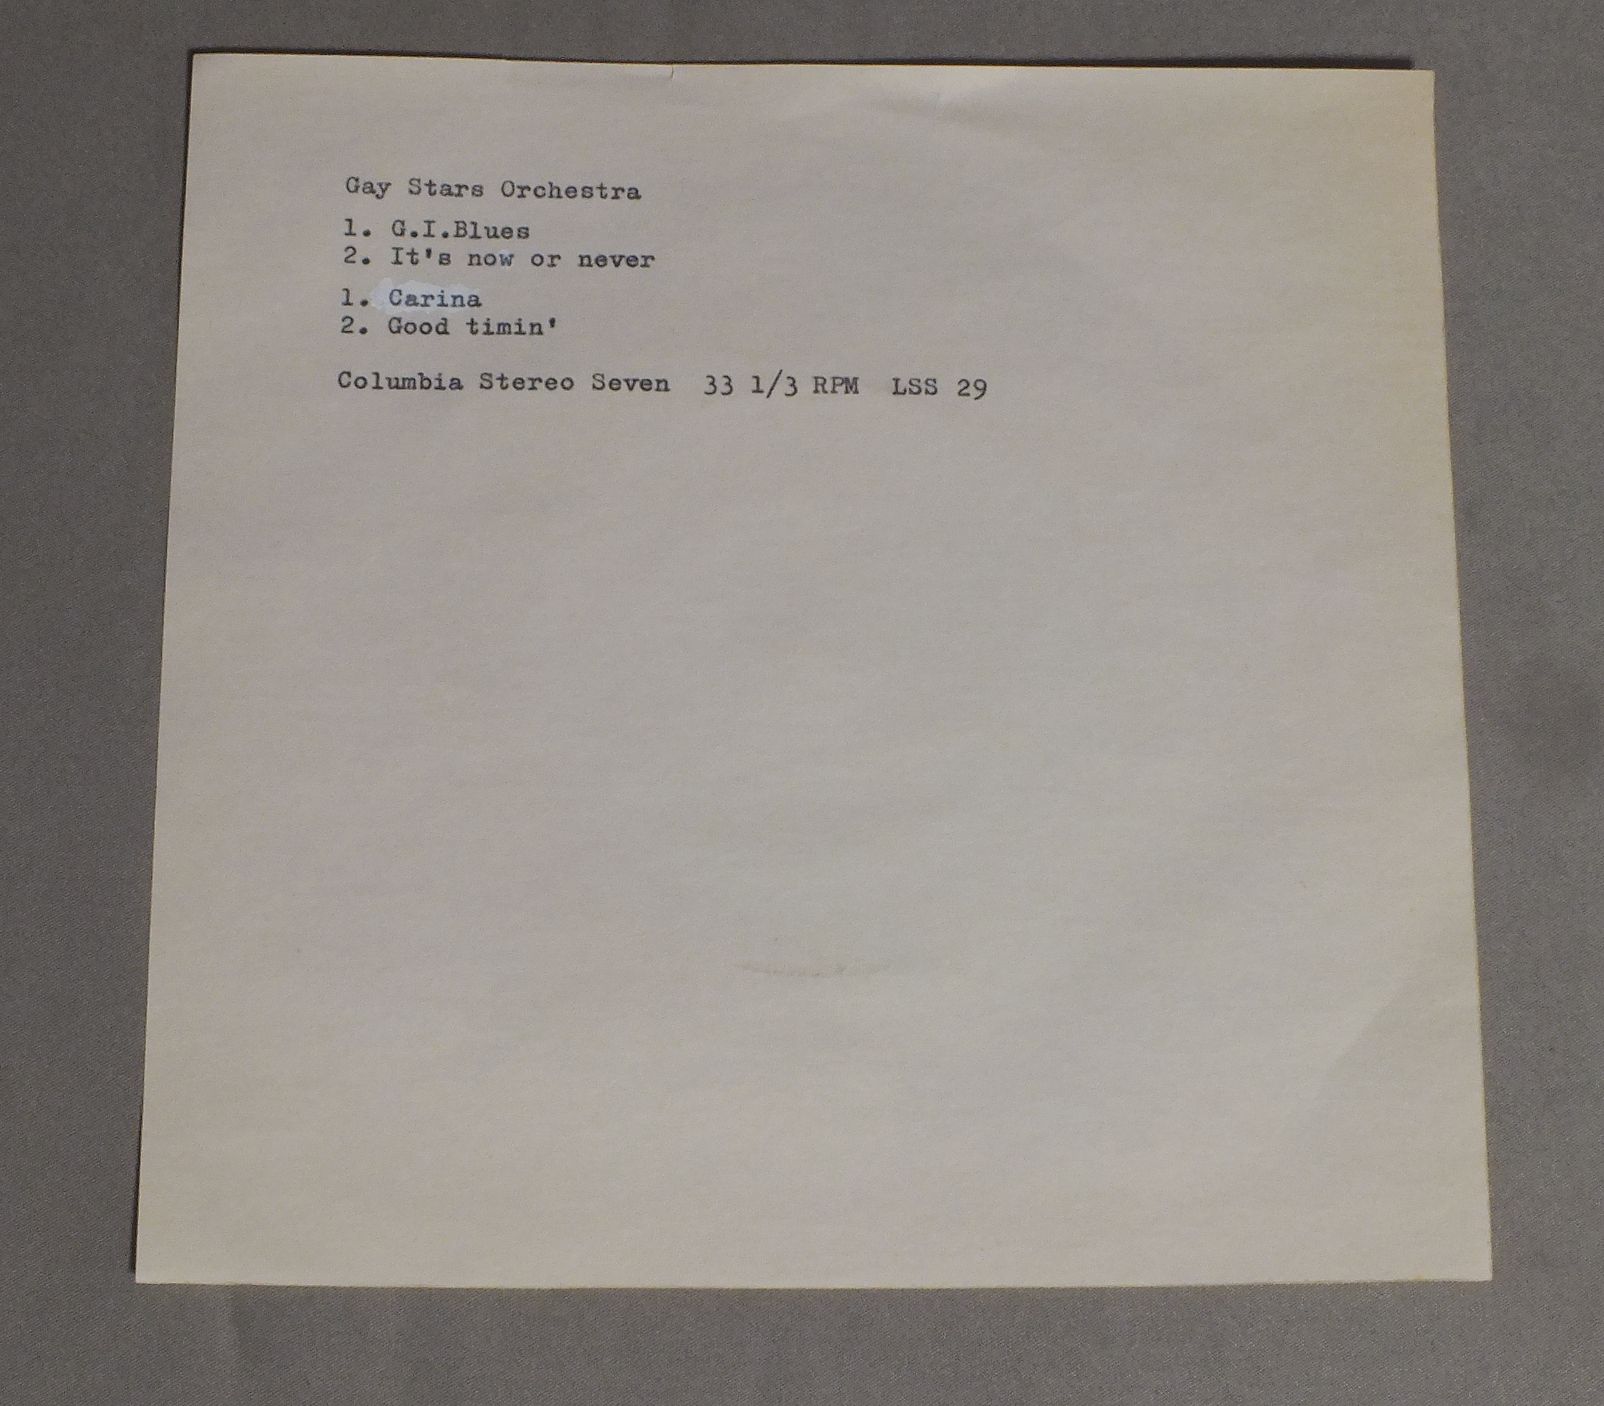 Gay Stars Orchestra
1. G.I.Blues
2. It's now or never
1. Carina
2. Good timin'
Columbia Stereo Seven  33 1/3 RPM  LSS 29